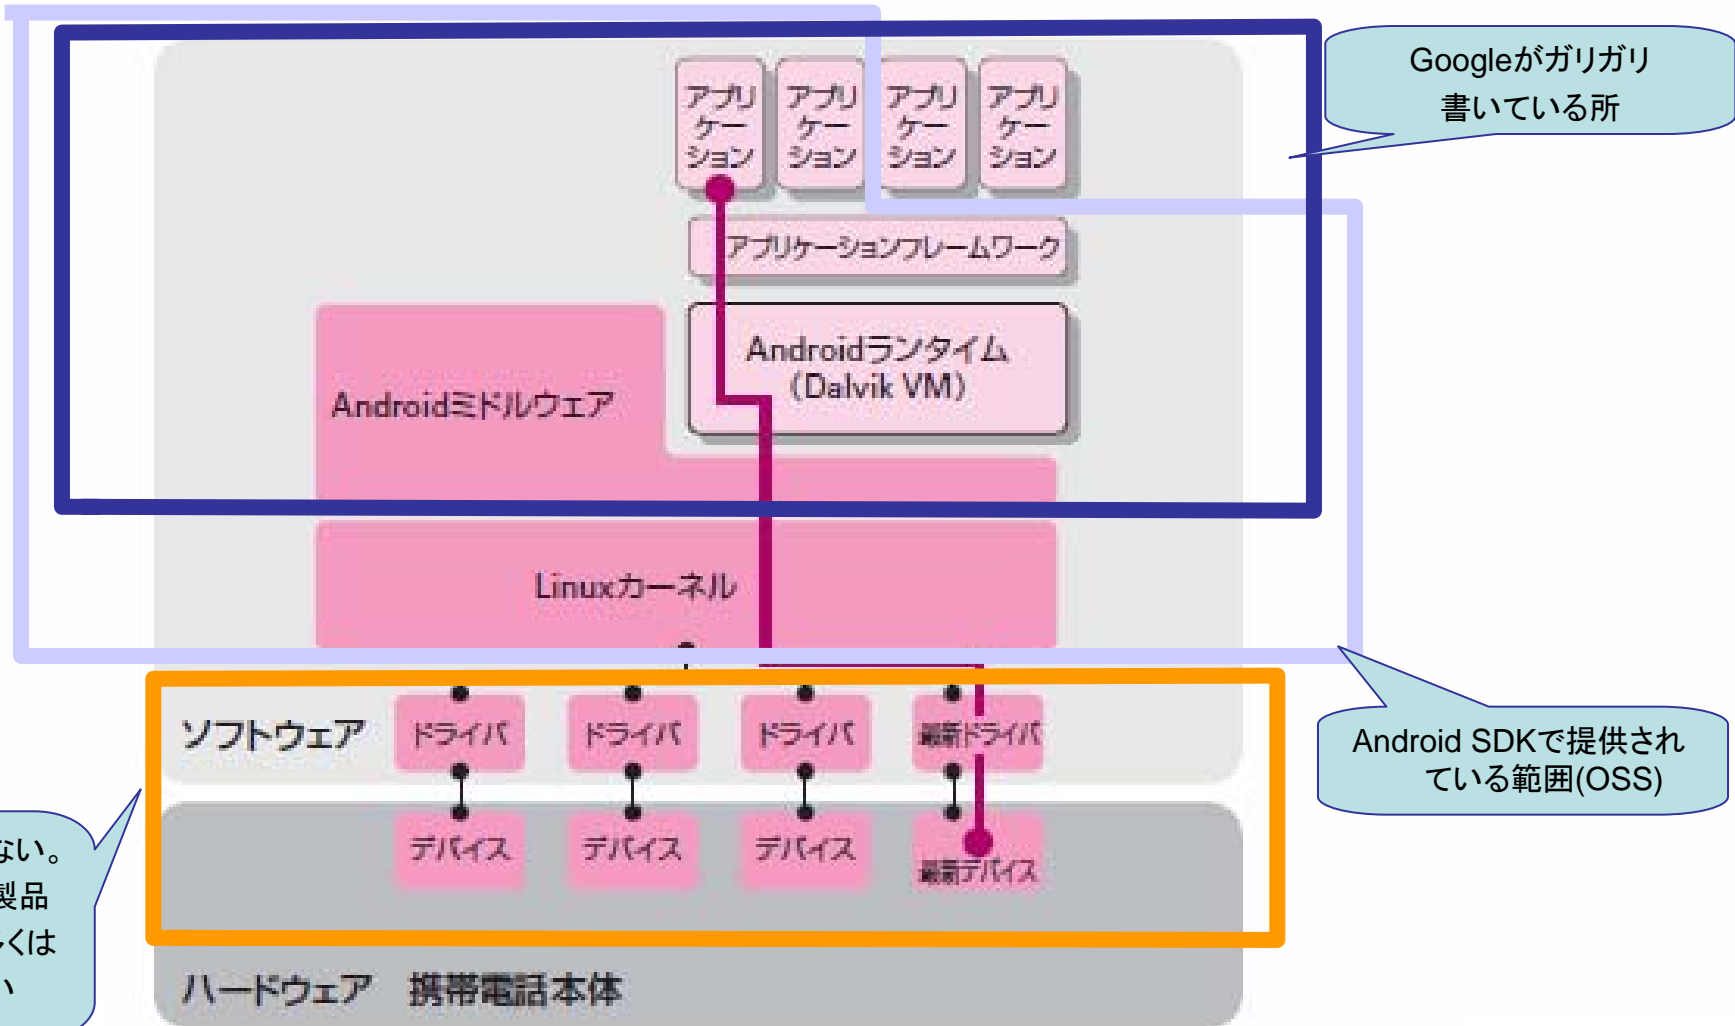 Googleがガリガリ
書いている所
アプリ
ケー
ション
アプリ
ケー
ション
アプリ
ケー
ション
アプリ
ケー
ション
アプリケーションフレームワーク
Androidランタイム
(Dalvik VM)
Androidミドルウェア
Linuxカーネル
ソフトウェア
ドライバ
ドライバ
ドライバ
最新ドライバ
Android SDKで提供され
ている範囲(OSS)
デバイス
デバイス
デバイス
最新デバイス
ない。
製品
くは
い
ハードウェア 携帯電話本体